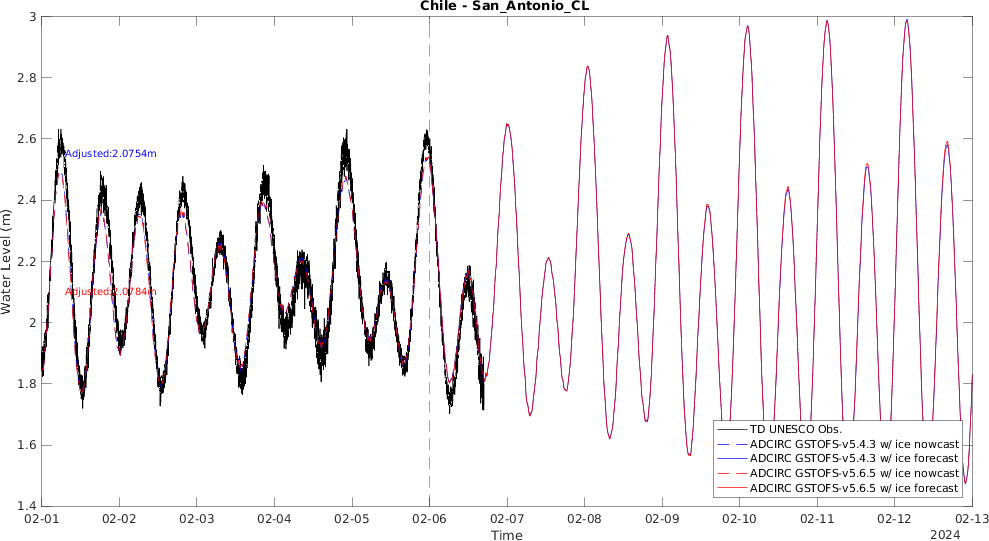 Chile - San_Antonio_CL
3
2.8
2.6
2.4
2.2
2
1.8
1.6
1.4
Water Level (m)
Adjusted:2.0754m
Adjusted:2.0784m
TD UNESCO Obs.
ADCIRC GSTOFS-v5.4.3 w/ ice nowcast
ADCIRC GSTOFS-v5.4.3 w/ ice forecast
ADCIRC GSTOFS-v5.6.5 w/ ice nowcast
ADCIRC GSTOFS-v5.6.5 w/ ice forecast
02-01 02-02 02-03 02-04 02-05 02-06 02-07 02-08 02-09 02-10 02-11 02-12 02-13
Time
2024